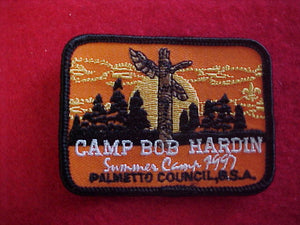 CAMP BOB HARDIN
Summer Camp 1997
PALMETTO COUNCIL, B.S.A.